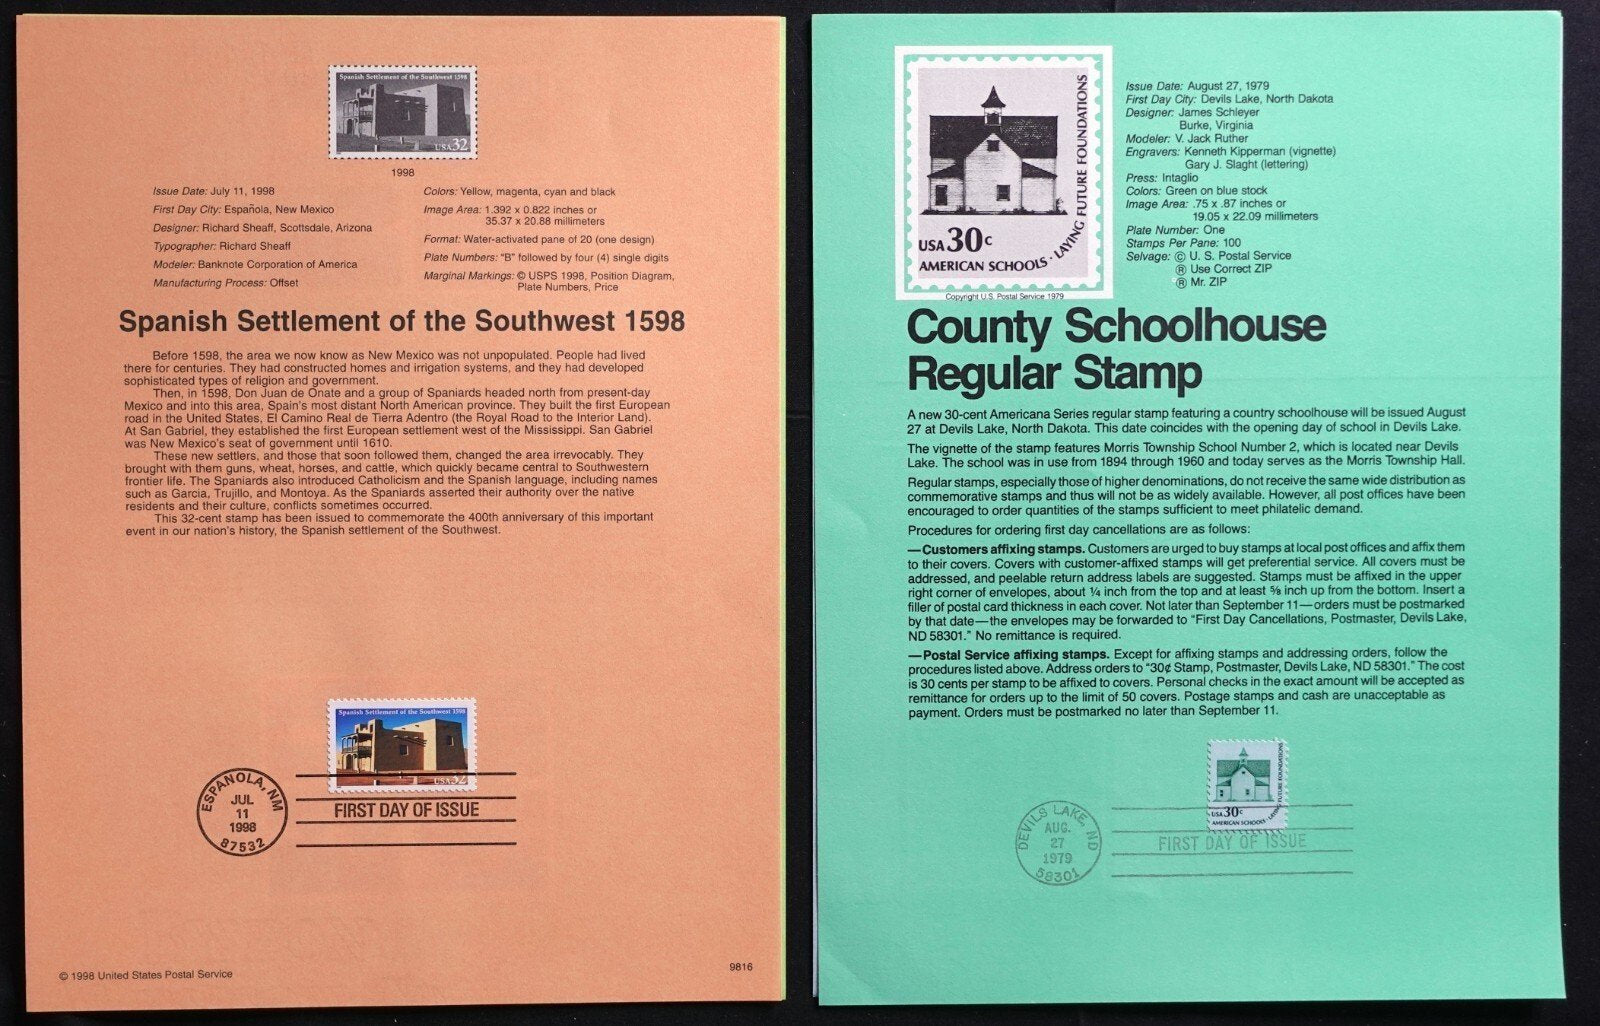 Spanish Settlement of the Southwest 1598
USA 32
1998
Issue Date: July 11, 1998
First Day City: Española, New Mexico
Designer: Richard Sheaff, Scottsdale, Arizona
Typographer: Richard Sheaff
Modeler: Banknote Corporation of America
Manufacturing Process: Offset
Colors: Yellow, magenta, cyan and black
Image Area: 1.392 x 0.822 inches or
35.37 x 20.88 millimeters
Format: Water-activated pane of 20 (one design)
Plate Numbers: "B" followed by four (4) single digits
Marginal Markings: © USPS 1998, Position Diagram,
Plate Numbers, Price
Spanish Settlement of the Southwest 1598
Before 1598, the area we now know as New Mexico was not unpopulated. People had lived
there for centuries. They had constructed homes and irrigation systems, and they had developed
sophisticated types of religion and government.
Then, in 1598, Don Juan de Onate and a group of Spaniards headed north from present-day
Mexico and into this area, Spain's most distant North American province. They built the first European
road in the United States, El Camino Real de Tierra Adentro (the Royal Road to the Interior Land).
At San Gabriel, they established the first European settlement west of the Mississippi. San Gabriel
was New Mexico's seat of government until 1610.
These new settlers, and those that soon followed them, changed the area irrevocably. They
brought with them guns, wheat, horses, and cattle, which quickly became central to Southwestern
frontier life. The Spaniards also introduced Catholicism and the Spanish language, including names
such as Garcia, Trujillo, and Montoya. As the Spaniards asserted their authority over the native
residents and their culture, conflicts sometimes occurred.
This 32-cent stamp has been issued to commemorate the 400th anniversary of this important
event in our nation's history, the Spanish settlement of the Southwest.
Spanish Settlement of the Southwest 1598
USA 32
ESPANOLA, NM
JUL
11
1998
87532
FIRST DAY OF ISSUE
© 1998 United States Postal Service
9816
USA 30c
AMERICAN SCHOOLS · LAYING FUTURE FOUNDATIONS
Copyright U.S. Postal Service 1979
Issue Date: August 27, 1979
First Day City: Devils Lake, North Dakota
Designer: James Schleyer
Burke, Virginia
Modeler: V. Jack Ruther
Engravers: Kenneth Kipperman (vignette)
Gary J. Slaght (lettering)
Press: Intaglio
Colors: Green on blue stock
Image Area: .75 x .87 inches or
19.05 x 22.09 millimeters
Plate Number: One
Stamps Per Pane: 100
Selvage: © U. S. Postal Service
® Use Correct ZIP
® Mr. ZIP
County Schoolhouse
Regular Stamp
A new 30-cent Americana Series regular stamp featuring a country schoolhouse will be issued August
27 at Devils Lake, North Dakota. This date coincides with the opening day of school in Devils Lake.
The vignette of the stamp features Morris Township School Number 2, which is located near Devils
Lake. The school was in use from 1894 through 1960 and today serves as the Morris Township Hall.
Regular stamps, especially those of higher denominations, do not receive the same wide distribution as
commemorative stamps and thus will not be as widely available. However, all post offices have been
encouraged to order quantities of the stamps sufficient to meet philatelic demand.
Procedures for ordering first day cancellations are as follows:
—Customers affixing stamps. Customers are urged to buy stamps at local post offices and affix them
to their covers. Covers with customer-affixed stamps will get preferential service. All covers must be
addressed, and peelable return address labels are suggested. Stamps must be affixed in the upper
right corner of envelopes, about ¼ inch from the top and at least ⅝ inch up from the bottom. Insert a
filler of postal card thickness in each cover. Not later than September 11—orders must be postmarked
by that date—the envelopes may be forwarded to "First Day Cancellations, Postmaster, Devils Lake,
ND 58301." No remittance is required.
—Postal Service affixing stamps. Except for affixing stamps and addressing orders, follow the
procedures listed above. Address orders to "30¢ Stamp, Postmaster, Devils Lake, ND 58301." The cost
is 30 cents per stamp to be affixed to covers. Personal checks in the exact amount will be accepted as
remittance for orders up to the limit of 50 covers. Postage stamps and cash are unacceptable as
payment. Orders must be postmarked no later than September 11.
USA 30c
AMERICAN SCHOOLS · LAYING FUTURE FOUNDATIONS
DEVILS LAKE, ND
AUG.
27
1979
58301
FIRST DAY OF ISSUE